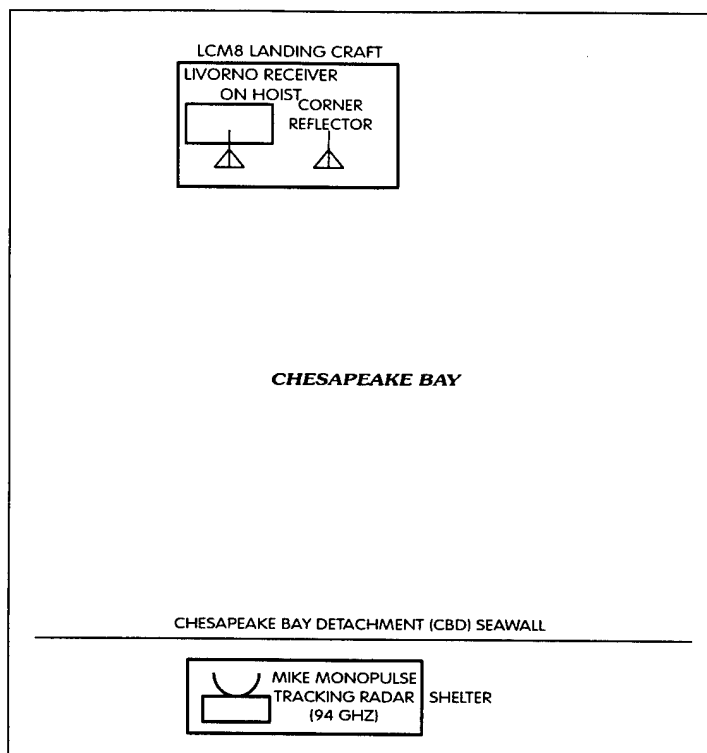 LCM8 LANDING CRAFT
LIVORNO RECEIVER
ON HOIST
CORNER
REFLECTOR
CHESAPEAKE BAY
CHESAPEAKE BAY DETACHMENT (CBD) SEAWALL
MIKE MONOPULSE
TRACKING RADAR
(94 GHZ)
SHELTER